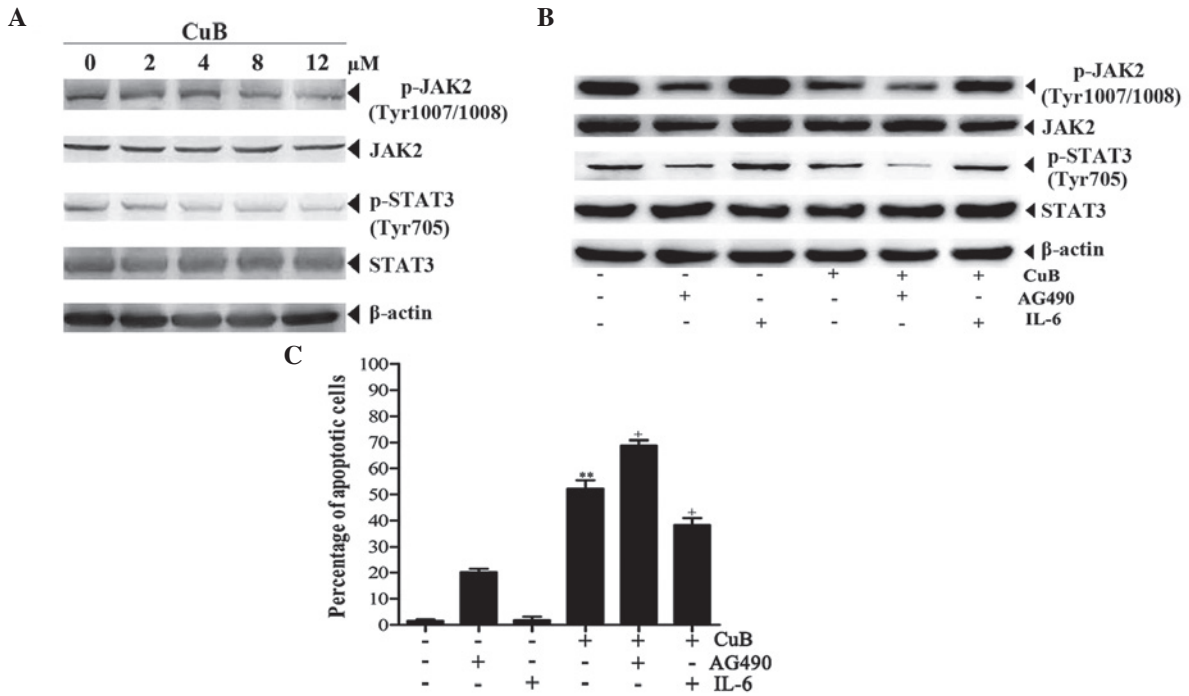 A
CuB
0 2 4 8 12 μM
p-JAK2
(Tyr1007/1008)
JAK2
p-STAT3
(Tyr705)
STAT3
β-actin
B
p-JAK2
(Tyr1007/1008)
JAK2
p-STAT3
(Tyr705)
STAT3
β-actin
- - - + + + CuB
- + - - + - AG490
- - + - - + IL-6
C
Percentage of apoptotic cells
100
90
80
70
60
50
40
30
20
10
0
** + +
- - - + + + CuB
- + - - + - AG490
- - + - - + IL-6